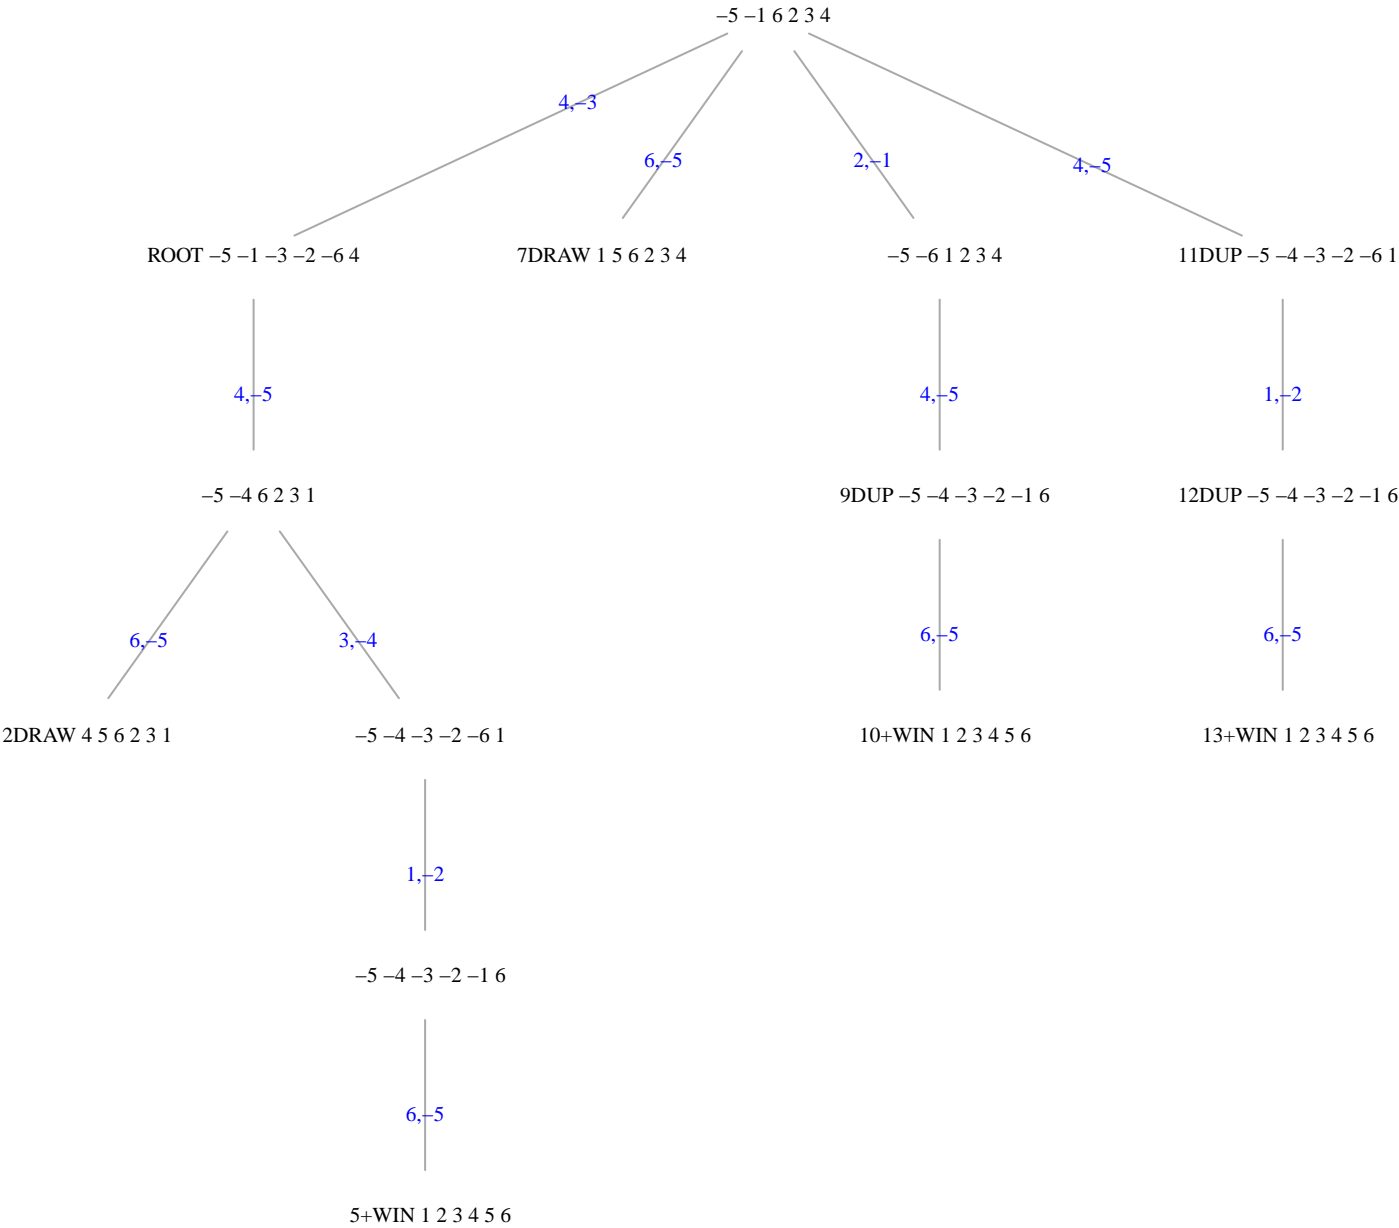 –5 –1 6 2 3 4
4,–3
6,–5
2,–1
4,–5
ROOT –5 –1 –3 –2 –6 4
7DRAW 1 5 6 2 3 4
–5 –6 1 2 3 4
11DUP –5 –4 –3 –2 –6 1
4,–5
4,–5
1,–2
–5 –4 6 2 3 1
9DUP –5 –4 –3 –2 –1 6
12DUP –5 –4 –3 –2 –1 6
6,–5
3,–4
6,–5
6,–5
2DRAW 4 5 6 2 3 1
–5 –4 –3 –2 –6 1
10+WIN 1 2 3 4 5 6
13+WIN 1 2 3 4 5 6
1,–2
–5 –4 –3 –2 –1 6
6,–5
5+WIN 1 2 3 4 5 6